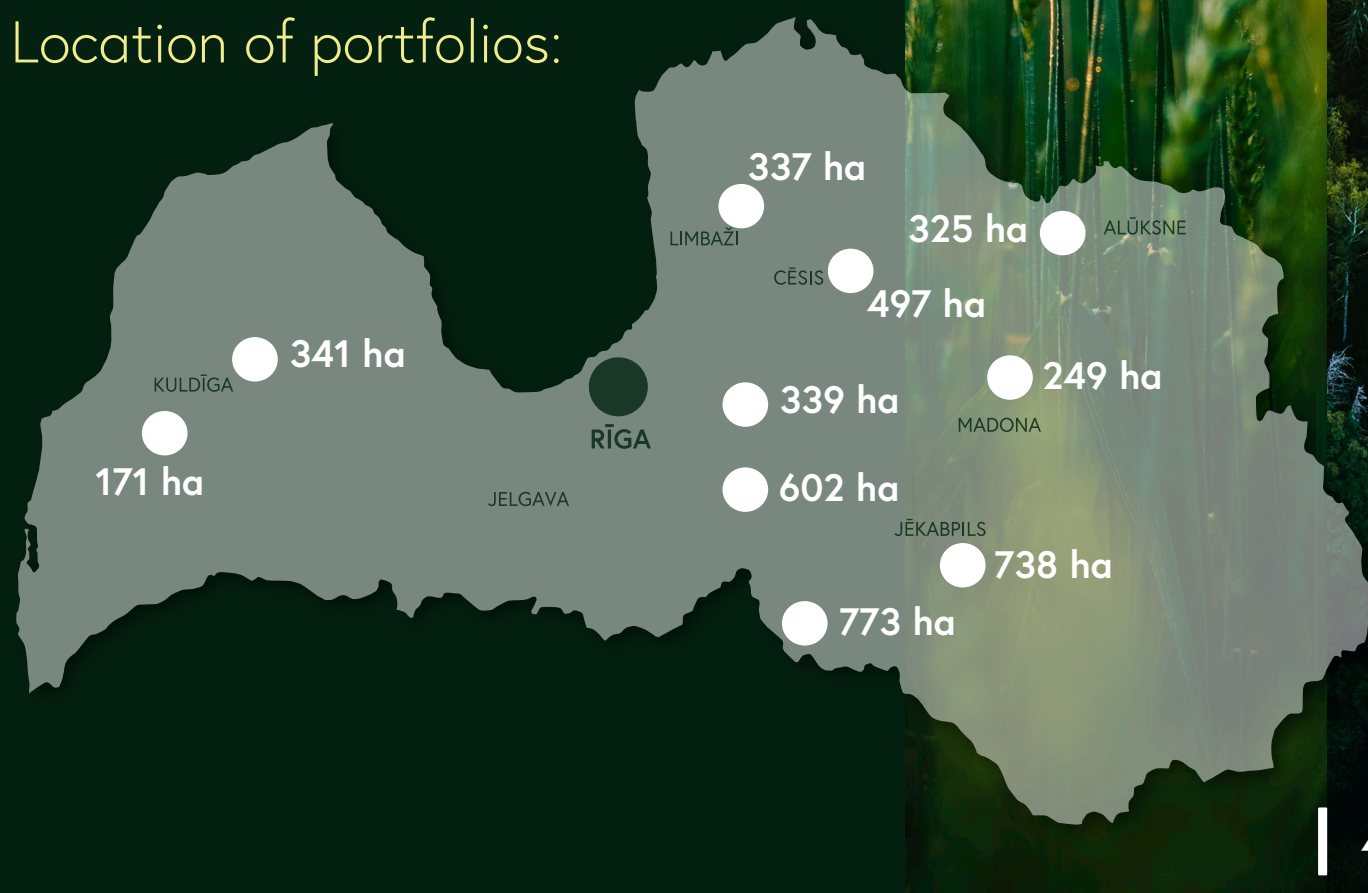 Location of portfolios:
337 ha
LIMBAŽI
325 ha
ALŪKSNE
CĒSIS
497 ha
341 ha
KULDĪGA
171 ha
339 ha
RĪGA
249 ha
MADONA
JELGAVA
602 ha
JĒKABPILS
738 ha
773 ha